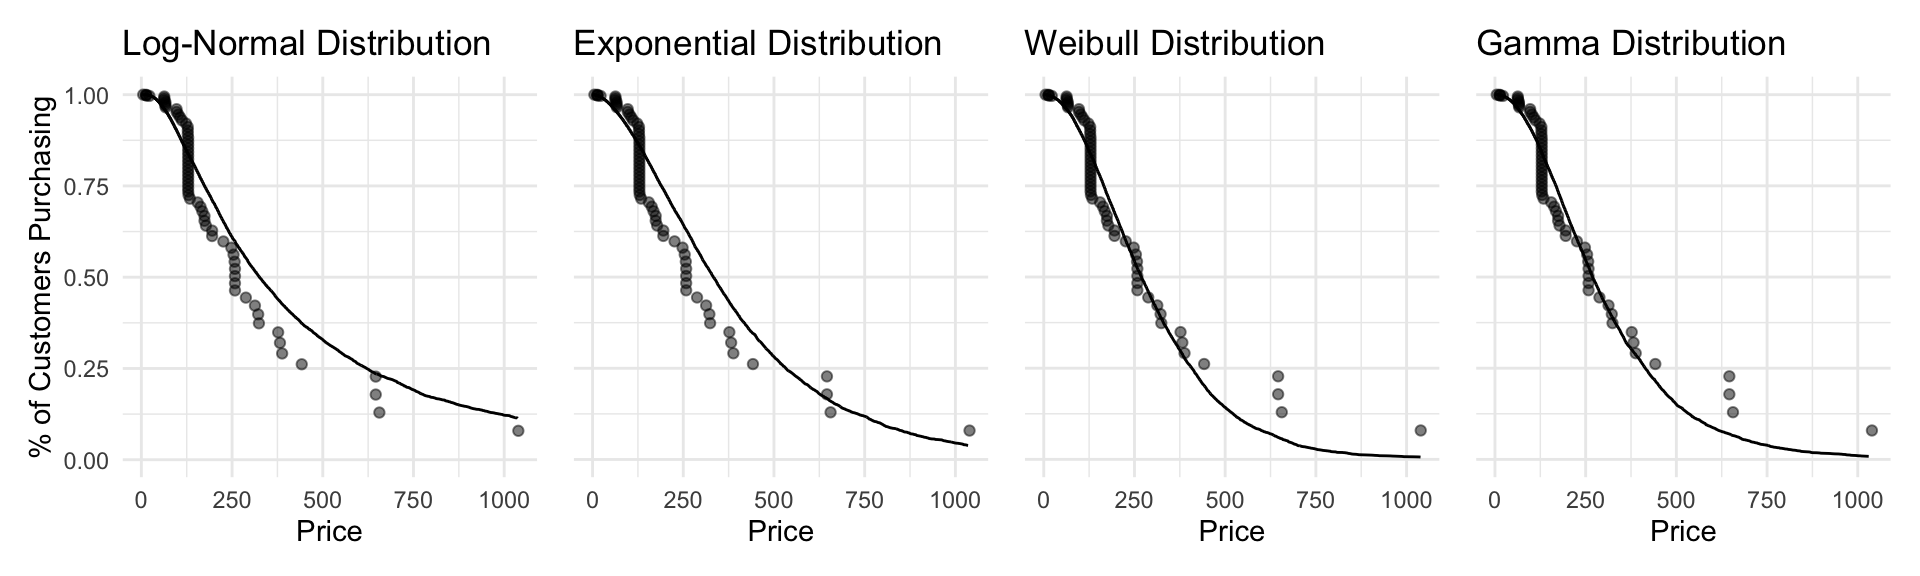 Log-Normal Distribution
Exponential Distribution
Weibull Distribution
Gamma Distribution
% of Customers Purchasing
1.00
0.75
0.50
0.25
0.00
0 250 500 750 1000
0 250 500 750 1000
0 250 500 750 1000
0 250 500 750 1000
Price
Price
Price
Price